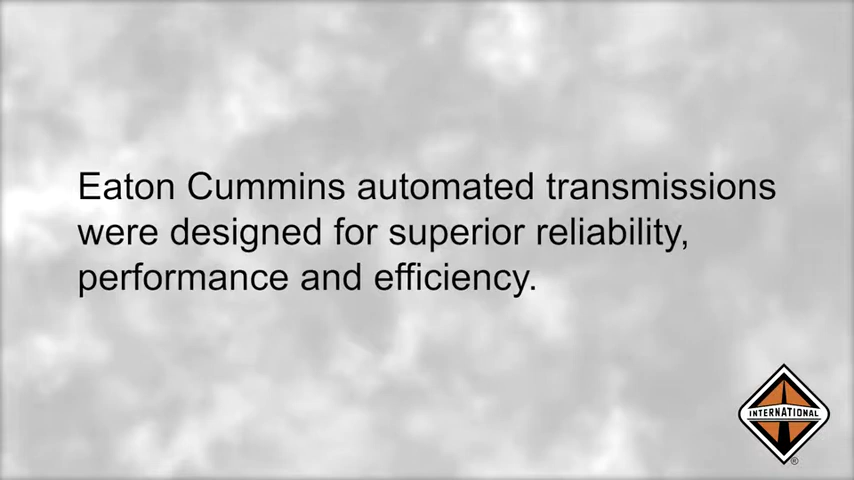 Eaton Cummins automated transmissions
were designed for superior reliability,
performance and efficiency.
INTERNATIONAL
®